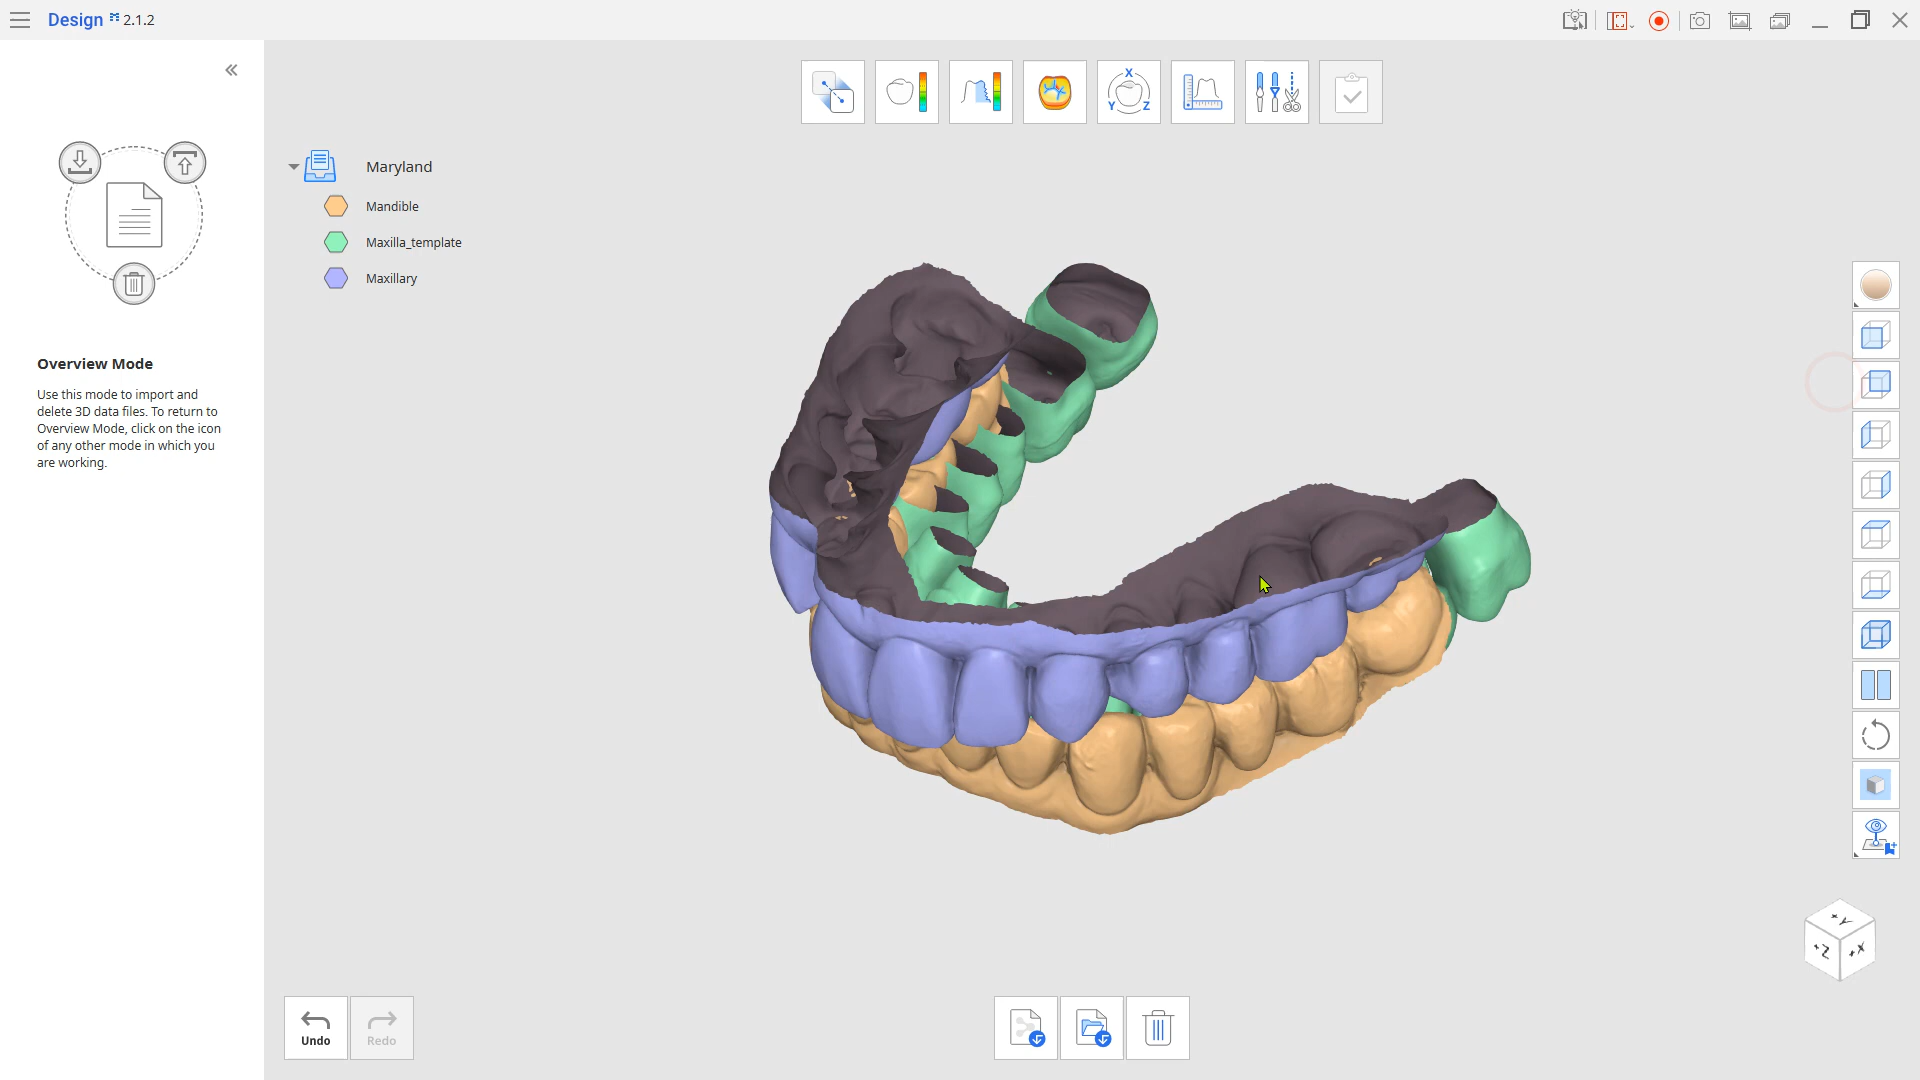 Design 2.1.2
X
Y Z
Maryland
Mandible
Maxilla_template
Maxillary
Overview Mode
Use this mode to import and
delete 3D data files. To return to
Overview Mode, click on the icon
of any other mode in which you
are working.
+Y
+Z +X
Undo
Redo